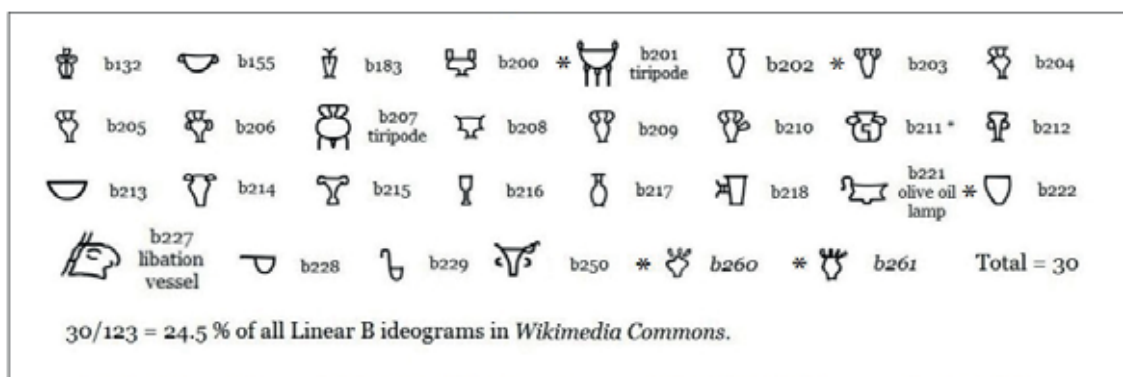 b132 b155 b183 b200 * b201 tiripode b202 * b203 b204
b205 b206 b207 tiripode b208 b209 b210 b211 * b212
b213 b214 b215 b216 b217 b218 b221 olive oil lamp * b222
b227 libation vessel b228 b229 b250 * b260 * b261 Total = 30
30/123 = 24.5 % of all Linear B ideograms in Wikimedia Commons.